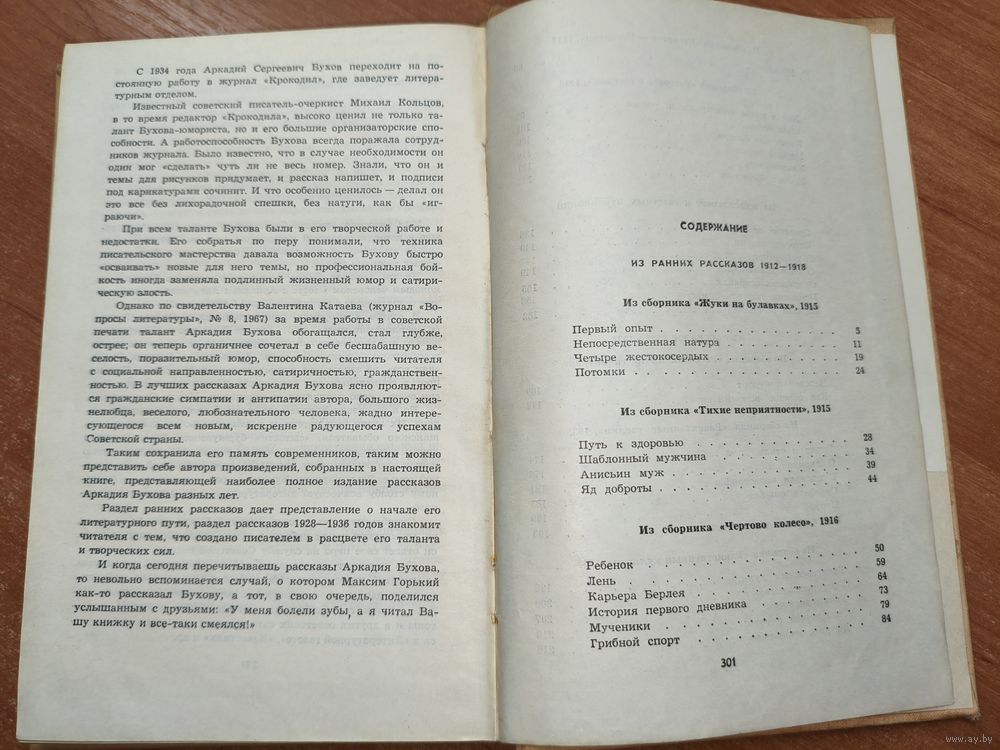 С 1934 года Аркадий Сергеевич Бухов переходит на по-
стоянную работу в журнал «Крокодил», где заведует литера-
турным отделом.
Известный советский писатель-очеркист Михаил Кольцов,
в то время редактор «Крокодила», высоко ценил не только та-
лант Бухова-юмориста, но и его большие организаторские спо-
собности. А работоспособность Бухова всегда поражала сотруд-
ников журнала. Было известно, что в случае необходимости он
один мог «сделать» чуть ли не весь номер. Знали, что он и
темы для рисунков придумает, и рассказ напишет, и подписи
под карикатурами сочинит. И что особенно ценилось — делал он
это все без лихорадочной спешки, без натуги, как бы «иг-
раючи».
При всем таланте Бухова были в его творческой работе и
недостатки. Его собратья по перу понимали, что техника
писательского мастерства давала возможность Бухову быстро
«осваивать» новые для него темы, но профессиональная бой-
кость иногда заменяла подлинный жизненный юмор и сатири-
ческую злость.
Однако по свидетельству Валентина Катаева (журнал «Во-
просы литературы», № 8, 1967) за время работы в советской
печати талант Аркадия Бухова обогащался, стал глубже,
острее; он теперь органичнее сочетал в себе бесшабашную ве-
селость, поразительный юмор, способность смешить читателя
с социальной направленностью, сатиричностью, гражданствен-
ностью. В лучших рассказах Аркадия Бухова ясно проявляют-
ся гражданские симпатии и антипатии автора, большого жиз-
нелюбца, веселого, любознательного человека, жадно интере-
сующегося всем новым, искренне радующегося успехам
Советской страны.
Таким сохранила его память современников, таким можно
представить себе автора произведений, собранных в настоящей
книге, представляющей наиболее полное издание рассказов
Аркадия Бухова разных лет.
Раздел ранних рассказов дает представление о начале его
литературного пути, раздел рассказов 1928—1936 годов знакомит
читателя с тем, что создано писателем в расцвете его таланта
и творческих сил.
И когда сегодня перечитываешь рассказы Аркадия Бухова,
то невольно вспоминается случай, о котором Максим Горький
как-то рассказал Бухову, а тот, в свою очередь, поделился
услышанным с друзьями: «У меня болели зубы, а я читал Ва-
шу книжку и все-таки смеялся!»
СОДЕРЖАНИЕ
ИЗ РАННИХ РАССКАЗОВ 1912—1918
Из сборника «Жуки на булавках», 1915
Первый опыт . . . . . . . . . . . . 5
Непосредственная натура . . . . . . . . 11
Четыре жестокосердых . . . . . . . . 19
Потомки . . . . . . . . . . . . . 24
Из сборника «Тихие неприятности», 1915
Путь к здоровью . . . . . . . . . . 28
Шаблонный мужчина . . . . . . . . . 34
Анисьин муж . . . . . . . . . . . 39
Яд доброты . . . . . . . . . . . . 44
Из сборника «Чертово колесо», 1916
Ребенок . . . . . . . . . . . . . 50
Лень . . . . . . . . . . . . . . 59
Карьера Берлея . . . . . . . . . . 64
История первого дневника . . . . . . . 73
Мученики . . . . . . . . . . . . 79
Грибной спорт . . . . . . . . . . . 84
301
www.ay.by